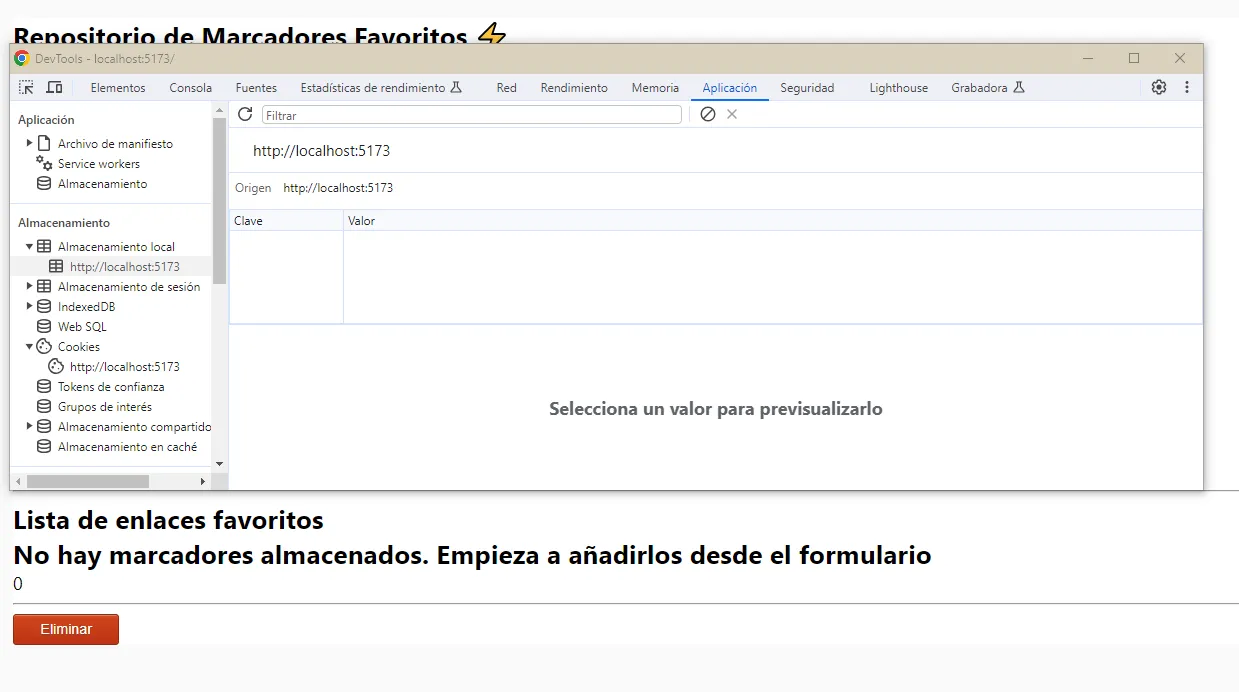 Repositorio de Marcadores Favoritos ⚡
DevTools - localhost:5173/
Elementos Consola Fuentes Estadísticas de rendimiento Red Rendimiento Memoria Aplicación Seguridad Lighthouse Grabadora
Aplicación
Archivo de manifiesto
Service workers
Almacenamiento
Almacenamiento
Almacenamiento local
http://localhost:5173
Almacenamiento de sesión
IndexedDB
Web SQL
Cookies
http://localhost:5173
Tokens de confianza
Grupos de interés
Almacenamiento compartido
Almacenamiento en caché
Filtrar
http://localhost:5173
Origen http://localhost:5173
Clave Valor
Selecciona un valor para previsualizarlo
Lista de enlaces favoritos
No hay marcadores almacenados. Empieza a añadirlos desde el formulario
0
Eliminar